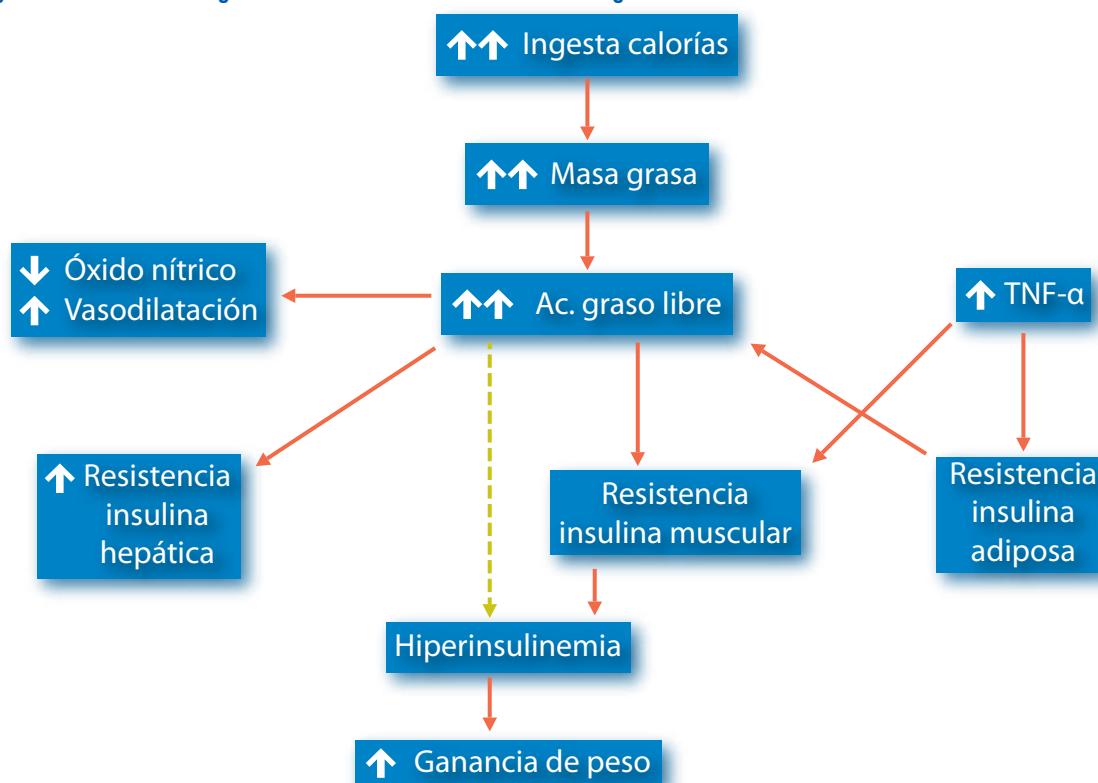 ↑↑ Ingesta calorías
↑↑ Masa grasa
↓ Óxido nítrico
↑ Vasodilatación
↑↑ Ac. graso libre
↑ TNF-α
↑ Resistencia
insulina
hepática
Resistencia
insulina muscular
Resistencia
insulina
adiposa
Hiperinsulinemia
↑ Ganancia de peso